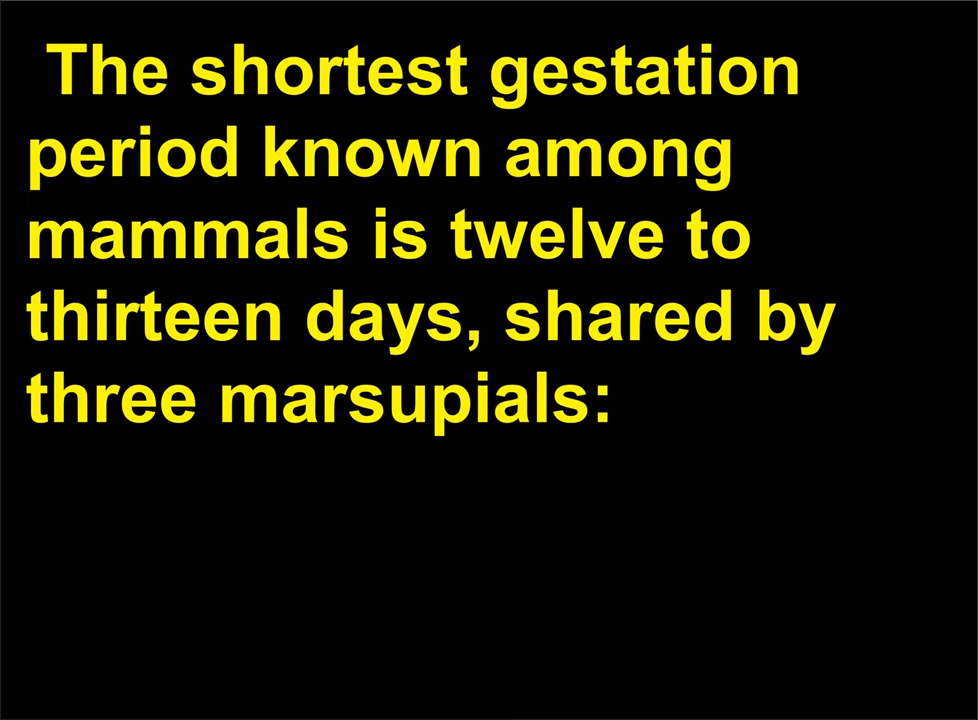 The shortest gestation
period known among
mammals is twelve to
thirteen days, shared by
three marsupials: